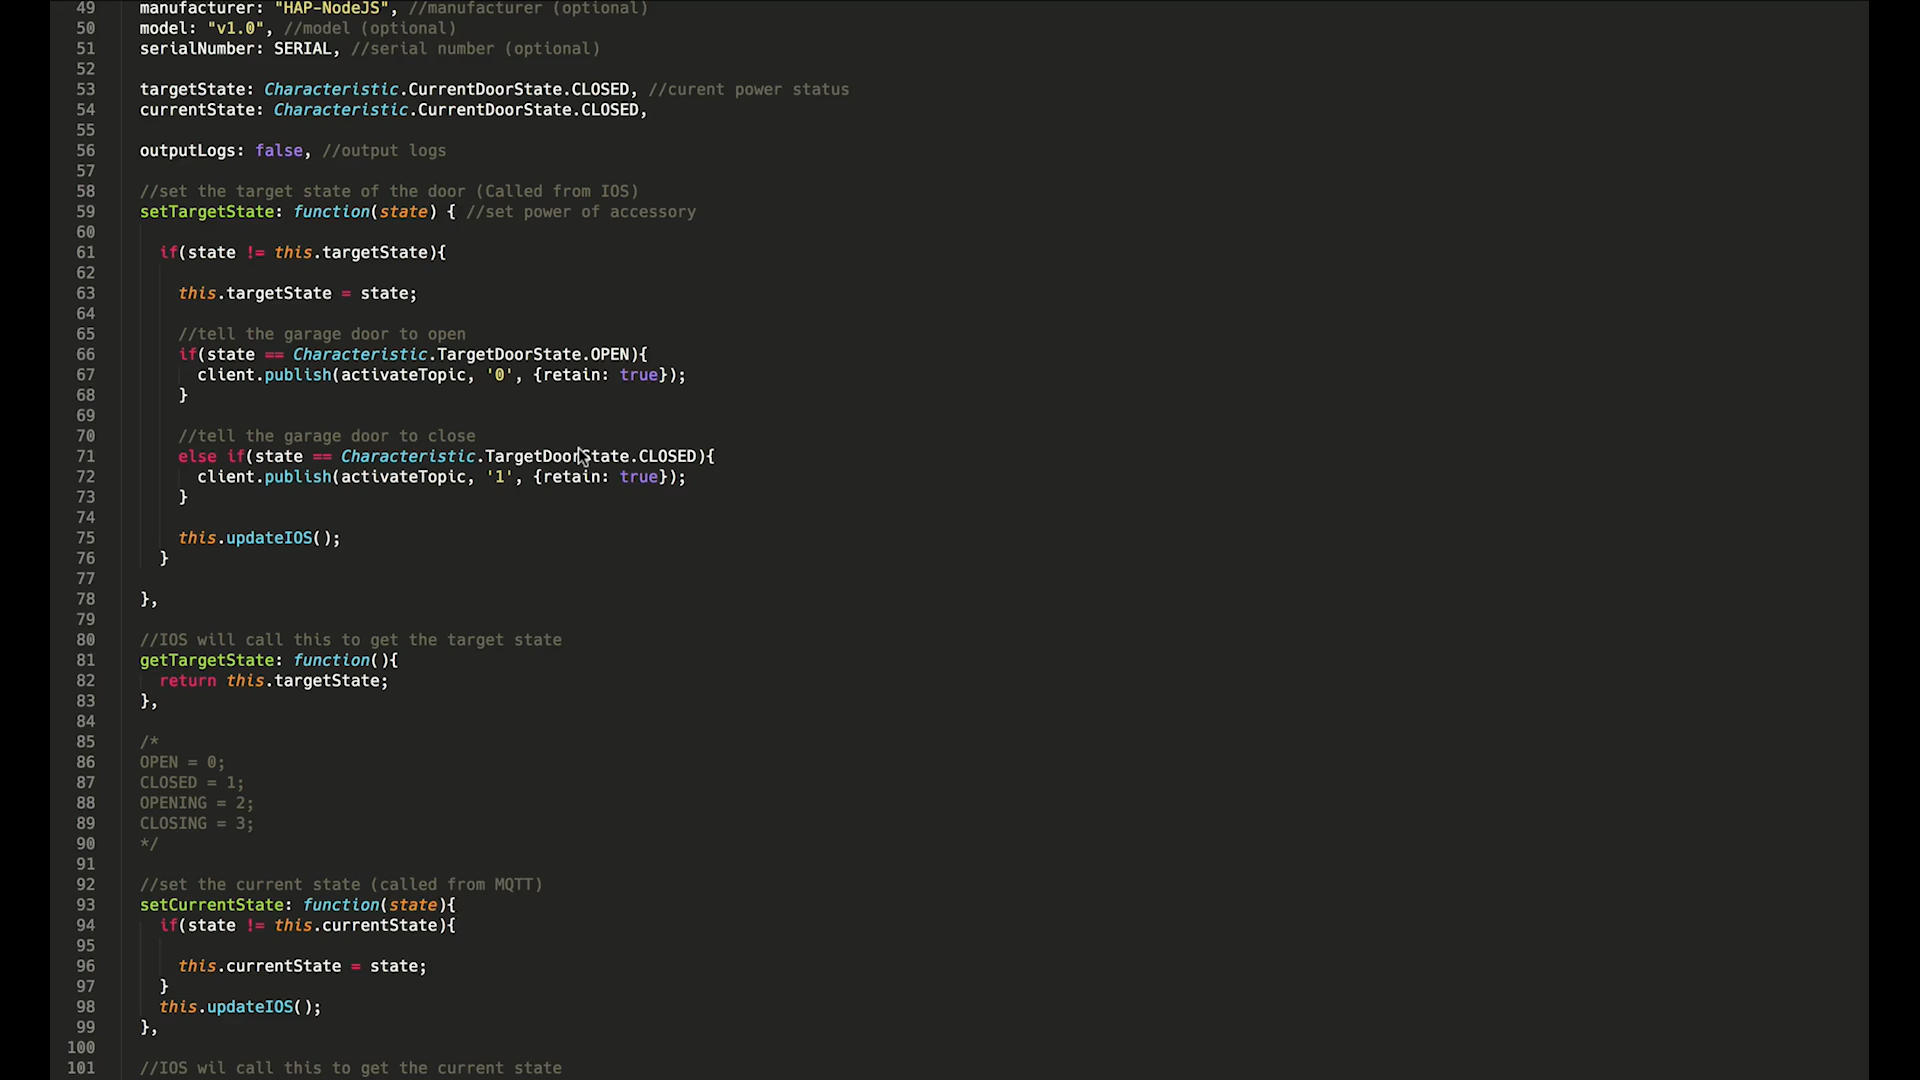 49 manufacturer: "HAP-NodeJS", //manufacturer (optional)
50 model: "v1.0", //model (optional)
51 serialNumber: SERIAL, //serial number (optional)
52
53 targetState: Characteristic.CurrentDoorState.CLOSED, //curent power status
54 currentState: Characteristic.CurrentDoorState.CLOSED,
55
56 outputLogs: false, //output logs
57
58 //set the target state of the door (Called from IOS)
59 setTargetState: function(state) { //set power of accessory
60
61 if(state != this.targetState){
62
63 this.targetState = state;
64
65 //tell the garage door to open
66 if(state == Characteristic.TargetDoorState.OPEN){
67 client.publish(activateTopic, '0', {retain: true});
68 }
69
70 //tell the garage door to close
71 else if(state == Characteristic.TargetDoorState.CLOSED){
72 client.publish(activateTopic, '1', {retain: true});
73 }
74
75 this.updateIOS();
76 }
77
78 },
79
80 //IOS will call this to get the target state
81 getTargetState: function(){
82 return this.targetState;
83 },
84
85 /*
86 OPEN = 0;
87 CLOSED = 1;
88 OPENING = 2;
89 CLOSING = 3;
90 */
91
92 //set the current state (called from MQTT)
93 setCurrentState: function(state){
94 if(state != this.currentState){
95
96 this.currentState = state;
97 }
98 this.updateIOS();
99 },
100
101 //IOS wil call this to get the current state